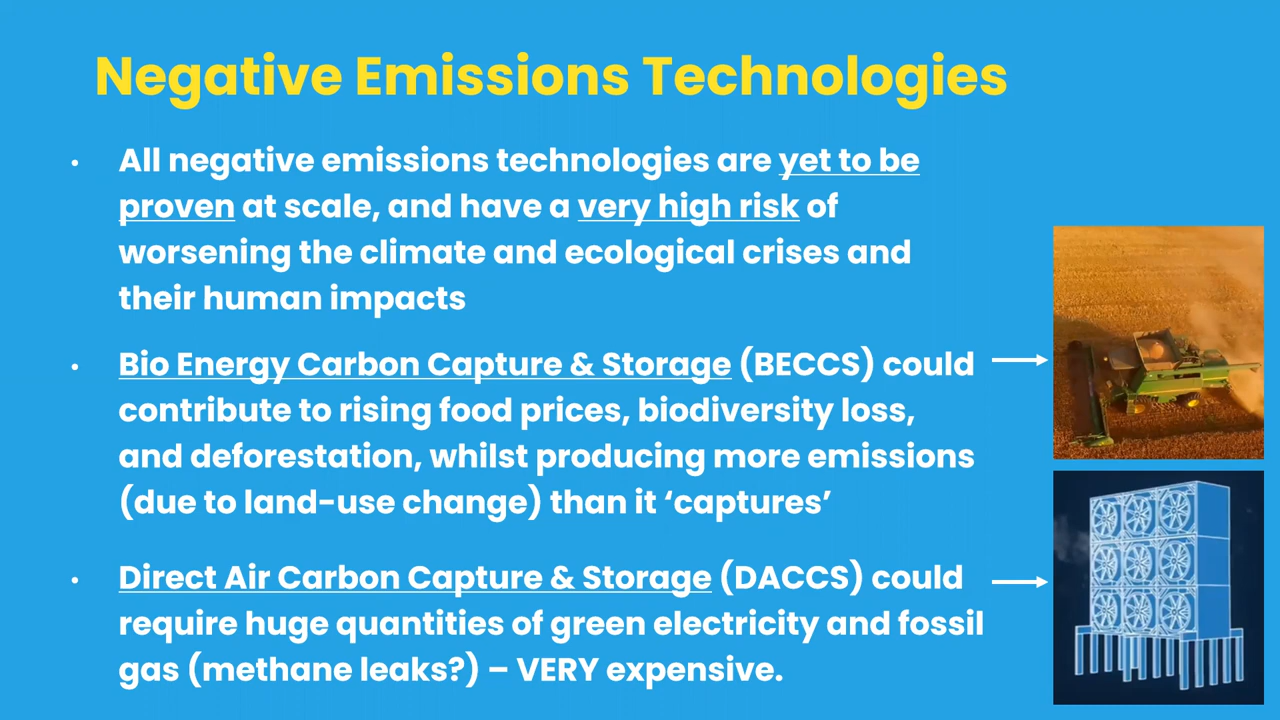 Negative Emissions Technologies
• All negative emissions technologies are yet to be
proven at scale, and have a very high risk of
worsening the climate and ecological crises and
their human impacts
• Bio Energy Carbon Capture & Storage (BECCS) could
contribute to rising food prices, biodiversity loss,
and deforestation, whilst producing more emissions
(due to land-use change) than it ‘captures’
• Direct Air Carbon Capture & Storage (DACCS) could
require huge quantities of green electricity and fossil
gas (methane leaks?) – VERY expensive.